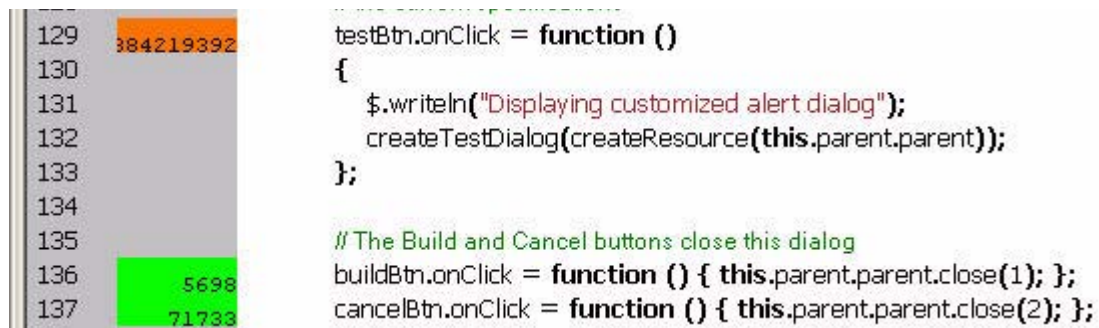 129 384219392 testBtn.onClick = function ()
130 {
131 $.writeln("Displaying customized alert dialog");
132 createTestDialog(createResource(this.parent.parent));
133 };
134
135 // The Build and Cancel buttons close this dialog
136 5698 buildBtn.onClick = function () { this.parent.parent.close(1); };
137 71733 cancelBtn.onClick = function () { this.parent.parent.close(2); };